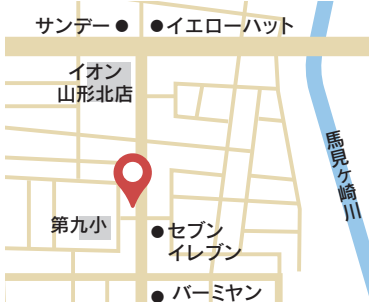 サンデー
イエローハット
イオン
山形北店
馬見ヶ崎川
第九小
セブン
イレブン
バーミヤン